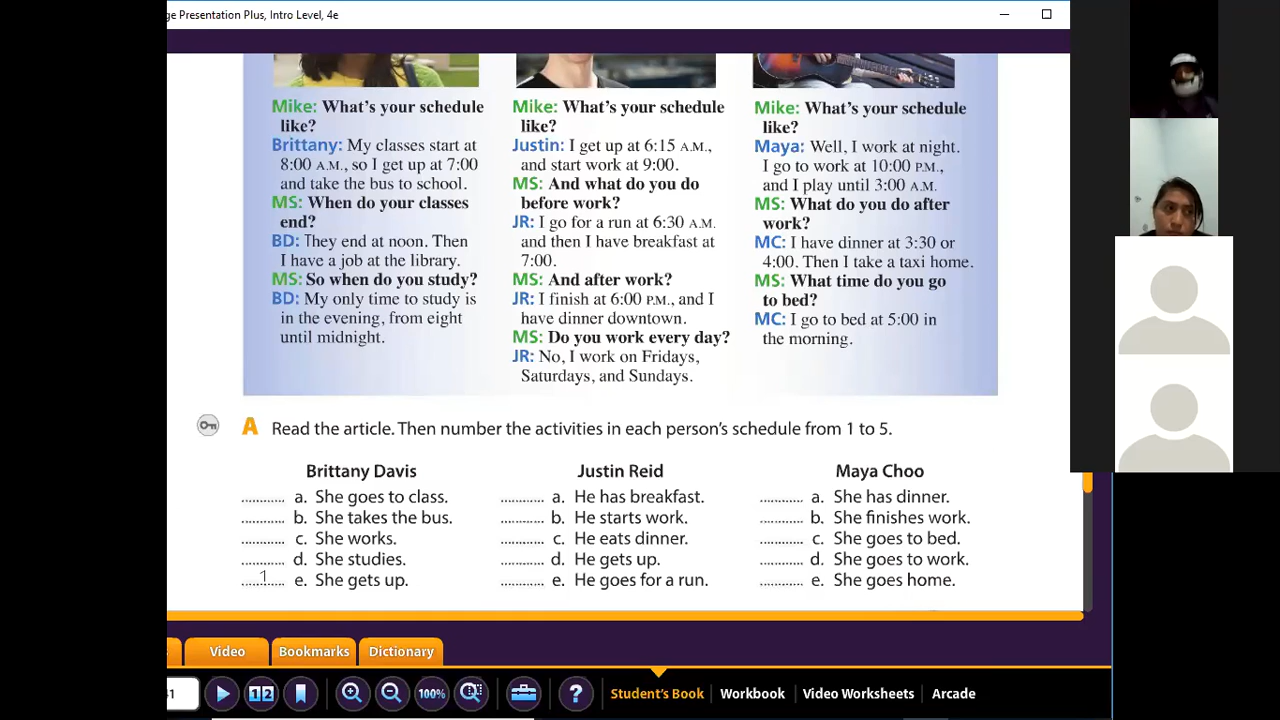 ge Presentation Plus, Intro Level, 4e
Mike: What's your schedule
like?
Brittany: My classes start at
8:00 A.M., so I get up at 7:00
and take the bus to school.
MS: When do your classes
end?
BD: They end at noon. Then
I have a job at the library.
MS: So when do you study?
BD: My only time to study is
in the evening, from eight
until midnight.
Mike: What's your schedule
like?
Justin: I get up at 6:15 A.M.,
and start work at 9:00.
MS: And what do you do
before work?
JR: I go for a run at 6:30 A.M.
and then I have breakfast at
7:00.
MS: And after work?
JR: I finish at 6:00 P.M., and I
have dinner downtown.
MS: Do you work every day?
JR: No, I work on Fridays,
Saturdays, and Sundays.
Mike: What's your schedule
like?
Maya: Well, I work at night.
I go to work at 10:00 P.M.,
and I play until 3:00 A.M.
MS: What do you do after
work?
MC: I have dinner at 3:30 or
4:00. Then I take a taxi home.
MS: What time do you go
to bed?
MC: I go to bed at 5:00 in
the morning.
A Read the article. Then number the activities in each person's schedule from 1 to 5.
Brittany Davis
........... a. She goes to class.
........... b. She takes the bus.
........... c. She works.
........... d. She studies.
.....1..... e. She gets up.
Justin Reid
........... a. He has breakfast.
........... b. He starts work.
........... c. He eats dinner.
........... d. He gets up.
........... e. He goes for a run.
Maya Choo
........... a. She has dinner.
........... b. She finishes work.
........... c. She goes to bed.
........... d. She goes to work.
........... e. She goes home.
Video Bookmarks Dictionary
1 1|2 100% ? Student's Book Workbook Video Worksheets Arcade